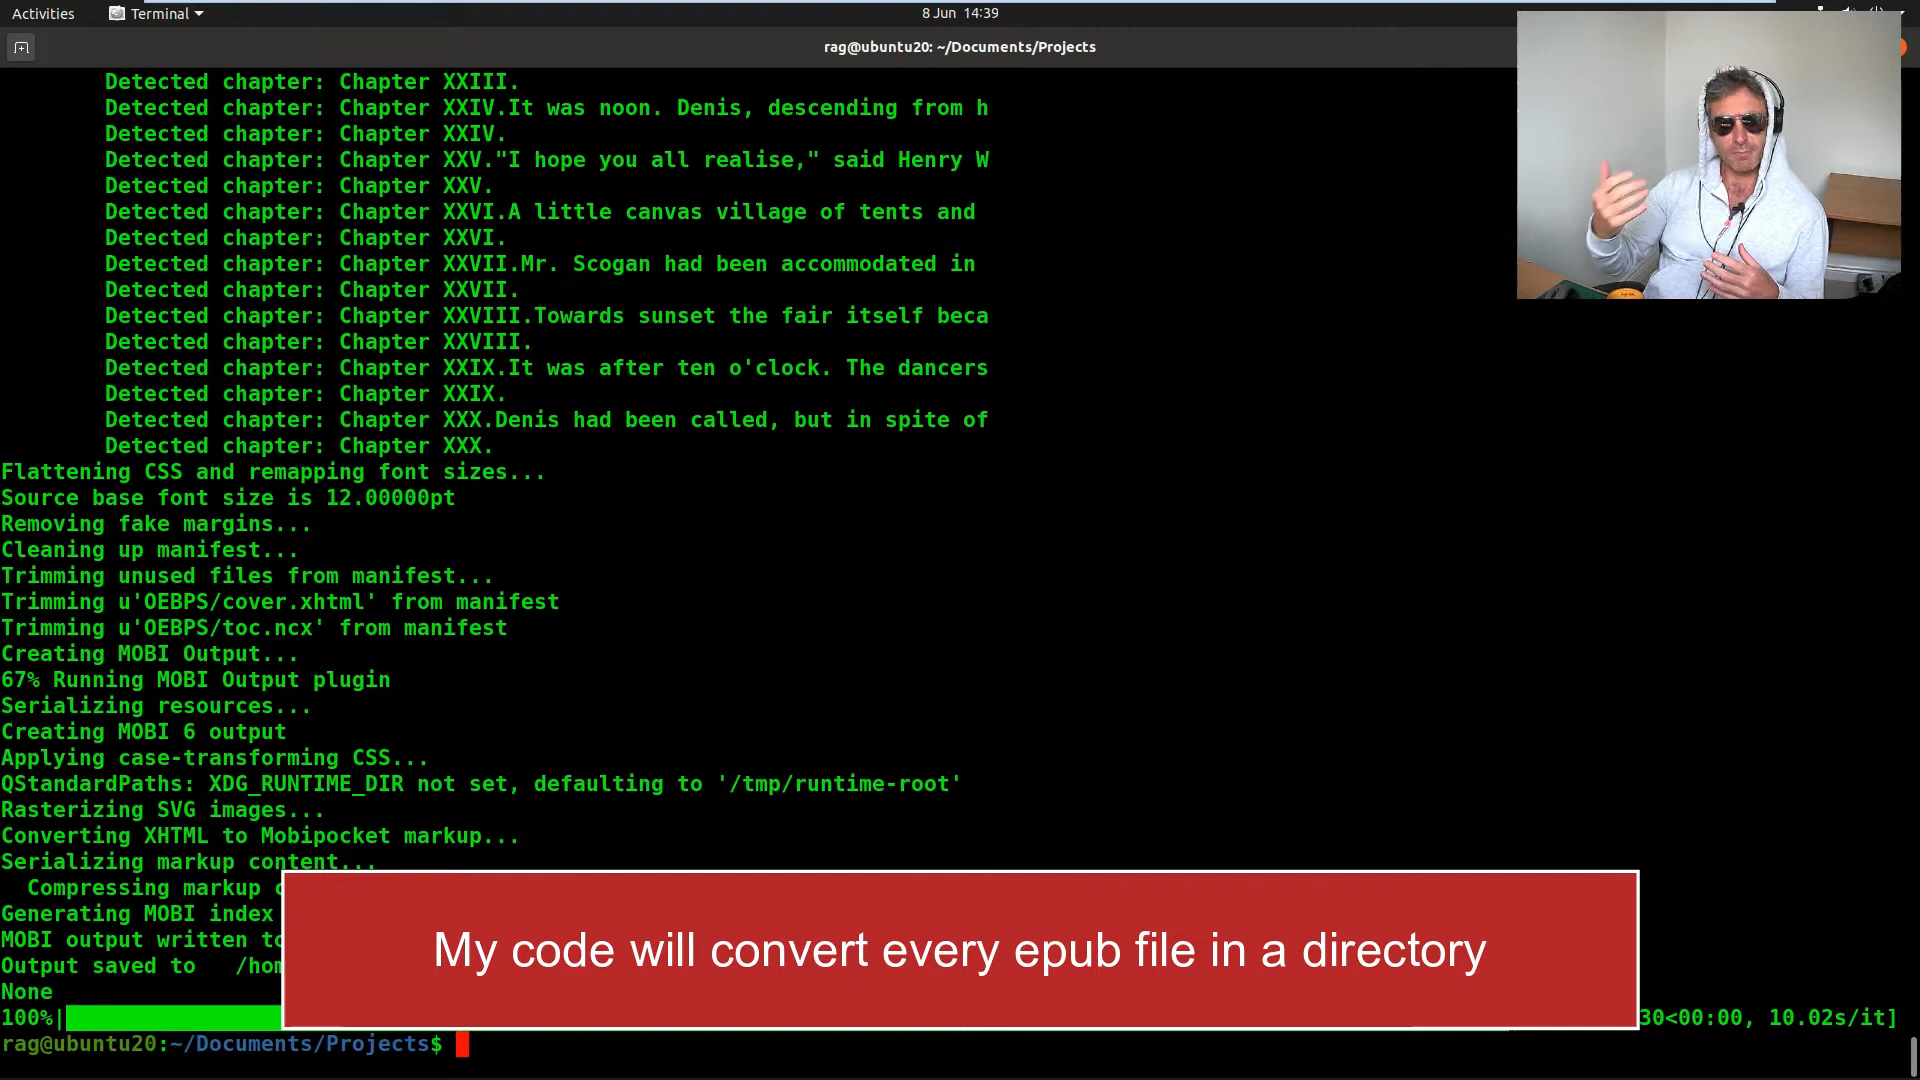 Activities
Terminal
8 Jun 14:39
rag@ubuntu20: ~/Documents/Projects
Detected chapter: Chapter XXIII.
Detected chapter: Chapter XXIV.It was noon. Denis, descending from h
Detected chapter: Chapter XXIV.
Detected chapter: Chapter XXV."I hope you all realise," said Henry W
Detected chapter: Chapter XXV.
Detected chapter: Chapter XXVI.A little canvas village of tents and
Detected chapter: Chapter XXVI.
Detected chapter: Chapter XXVII.Mr. Scogan had been accommodated in
Detected chapter: Chapter XXVII.
Detected chapter: Chapter XXVIII.Towards sunset the fair itself beca
Detected chapter: Chapter XXVIII.
Detected chapter: Chapter XXIX.It was after ten o'clock. The dancers
Detected chapter: Chapter XXIX.
Detected chapter: Chapter XXX.Denis had been called, but in spite of
Detected chapter: Chapter XXX.
Flattening CSS and remapping font sizes...
Source base font size is 12.00000pt
Removing fake margins...
Cleaning up manifest...
Trimming unused files from manifest...
Trimming u'OEBPS/cover.xhtml' from manifest
Trimming u'OEBPS/toc.ncx' from manifest
Creating MOBI Output...
67% Running MOBI Output plugin
Serializing resources...
Creating MOBI 6 output
Applying case-transforming CSS...
QStandardPaths: XDG_RUNTIME_DIR not set, defaulting to '/tmp/runtime-root'
Rasterizing SVG images...
Converting XHTML to Mobipocket markup...
Serializing markup content...
Compressing markup c
Generating MOBI index
MOBI output written to
Output saved to /hom
None
100%| 30<00:00, 10.02s/it]
rag@ubuntu20:~/Documents/Projects$
My code will convert every epub file in a directory